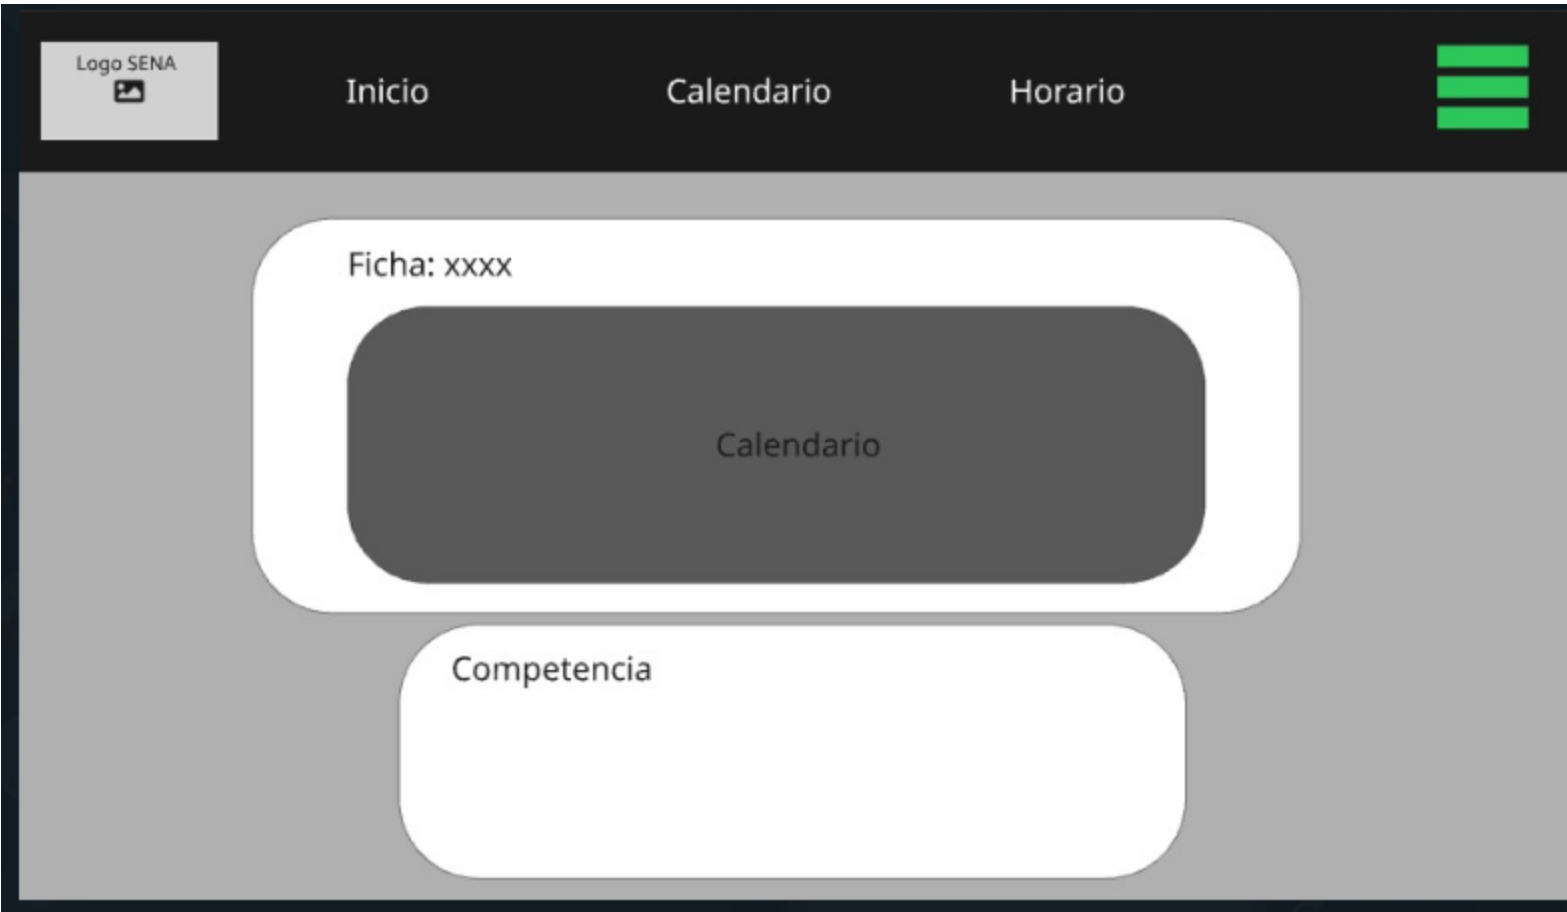 Logo SENA
Inicio
Calendario
Horario
Ficha: xxxx
Calendario
Competencia